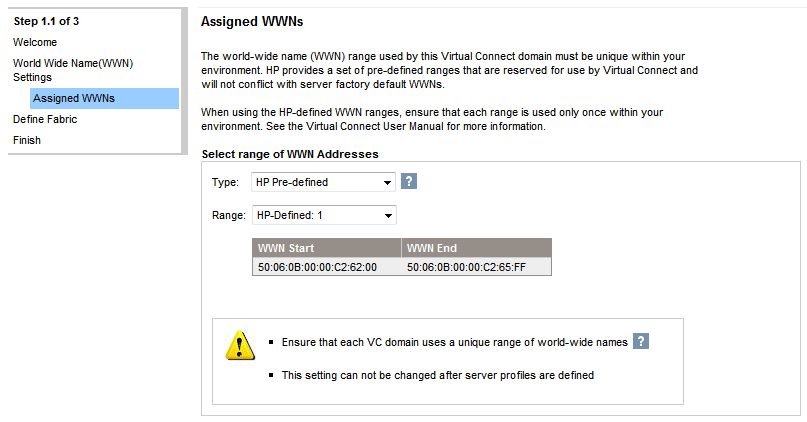 Step 1.1 of 3
Welcome
World Wide Name(WWN)
Settings
Assigned WWNs
Define Fabric
Finish
Assigned WWNs
The world-wide name (WWN) range used by this Virtual Connect domain must be unique within your
environment. HP provides a set of pre-defined ranges that are reserved for use by Virtual Connect and
will not conflict with server factory default WWNs.
When using the HP-defined WWN ranges, ensure that each range is used only once within your
environment. See the Virtual Connect User Manual for more information.
Select range of WWN Addresses
Type: HP Pre-defined ?
Range: HP-Defined: 1
WWN Start WWN End
50:06:0B:00:00:C2:62:00 50:06:0B:00:00:C2:65:FF
Ensure that each VC domain uses a unique range of world-wide names ?
This setting can not be changed after server profiles are defined